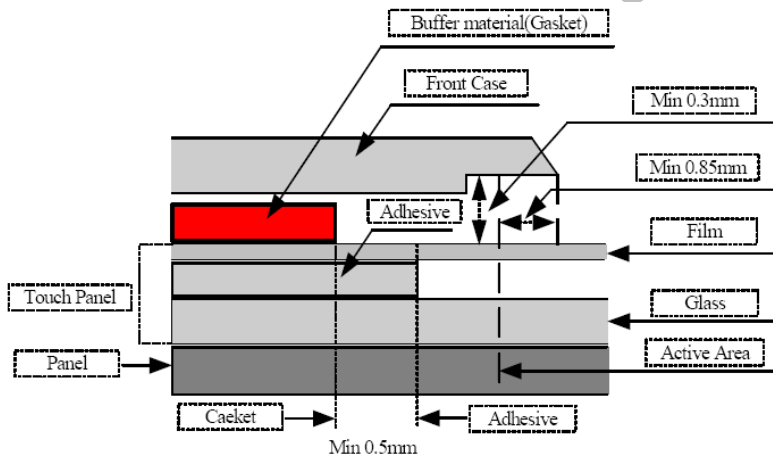 Buffer material(Gasket)
Front Case
Min 0.3mm
Min 0.85mm
Adhesive
Film
Touch Panel
Glass
Panel
Active Area
Caeket
Adhesive
Min 0.5mm